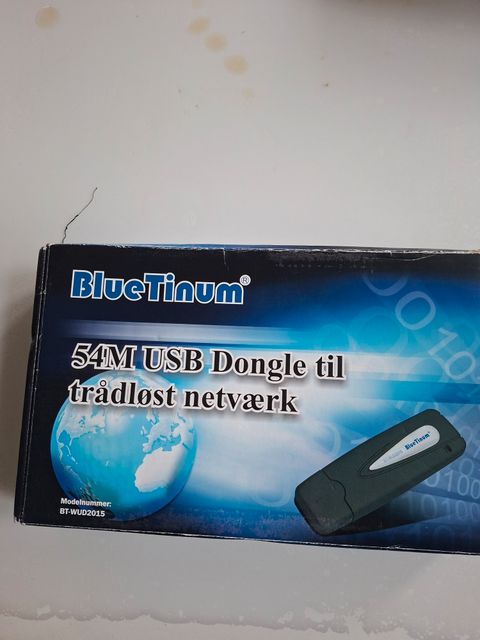 BlueTinum®
54M USB Dongle til
trådløst netværk
BlueTinum
Modelnummer:
BT-WUD2015